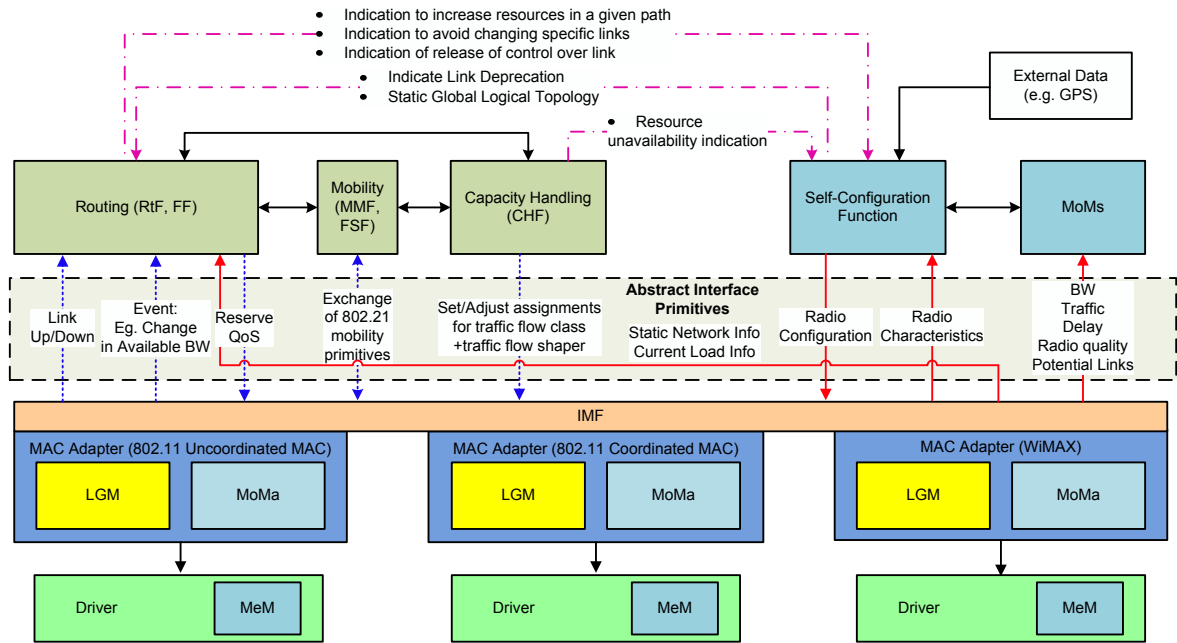 • Indication to increase resources in a given path
• Indication to avoid changing specific links
• Indication of release of control over link
• Indicate Link Deprecation
• Static Global Logical Topology
External Data
(e.g. GPS)
• Resource
unavailability indication
Routing (RtF, FF)
Mobility
(MMF,
FSF)
Capacity Handling
(CHF)
Self-Configuration
Function
MoMs
Link
Up/Down
Event:
Eg. Change
in Available BW
Reserve
QoS
Exchange
of 802.21
mobility
primitives
Set/Adjust assignments
for traffic flow class
+traffic flow shaper
Abstract Interface
Primitives
Static Network Info
Current Load Info
Radio
Configuration
Radio
Characteristics
BW
Traffic
Delay
Radio quality
Potential Links
IMF
MAC Adapter (802.11 Uncoordinated MAC)
LGM
MoMa
MAC Adapter (802.11 Coordinated MAC)
LGM
MoMa
MAC Adapter (WiMAX)
LGM
MoMa
Driver
MeM
Driver
MeM
Driver
MeM